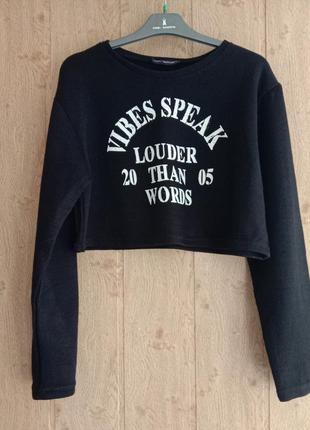 VIBES SPEAK
LOUDER
20 THAN 05
WORDS